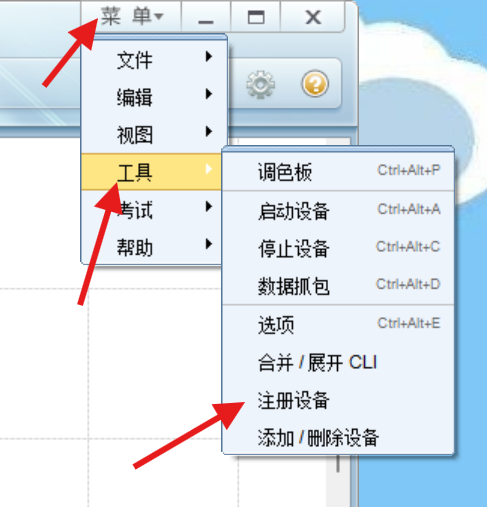 菜 单
文件
编辑
视图
工具
考试
帮助
调色板 Ctrl+Alt+P
启动设备 Ctrl+Alt+A
停止设备 Ctrl+Alt+C
数据抓包 Ctrl+Alt+D
选项 Ctrl+Alt+E
合并 / 展开 CLI
注册设备
添加 / 删除设备